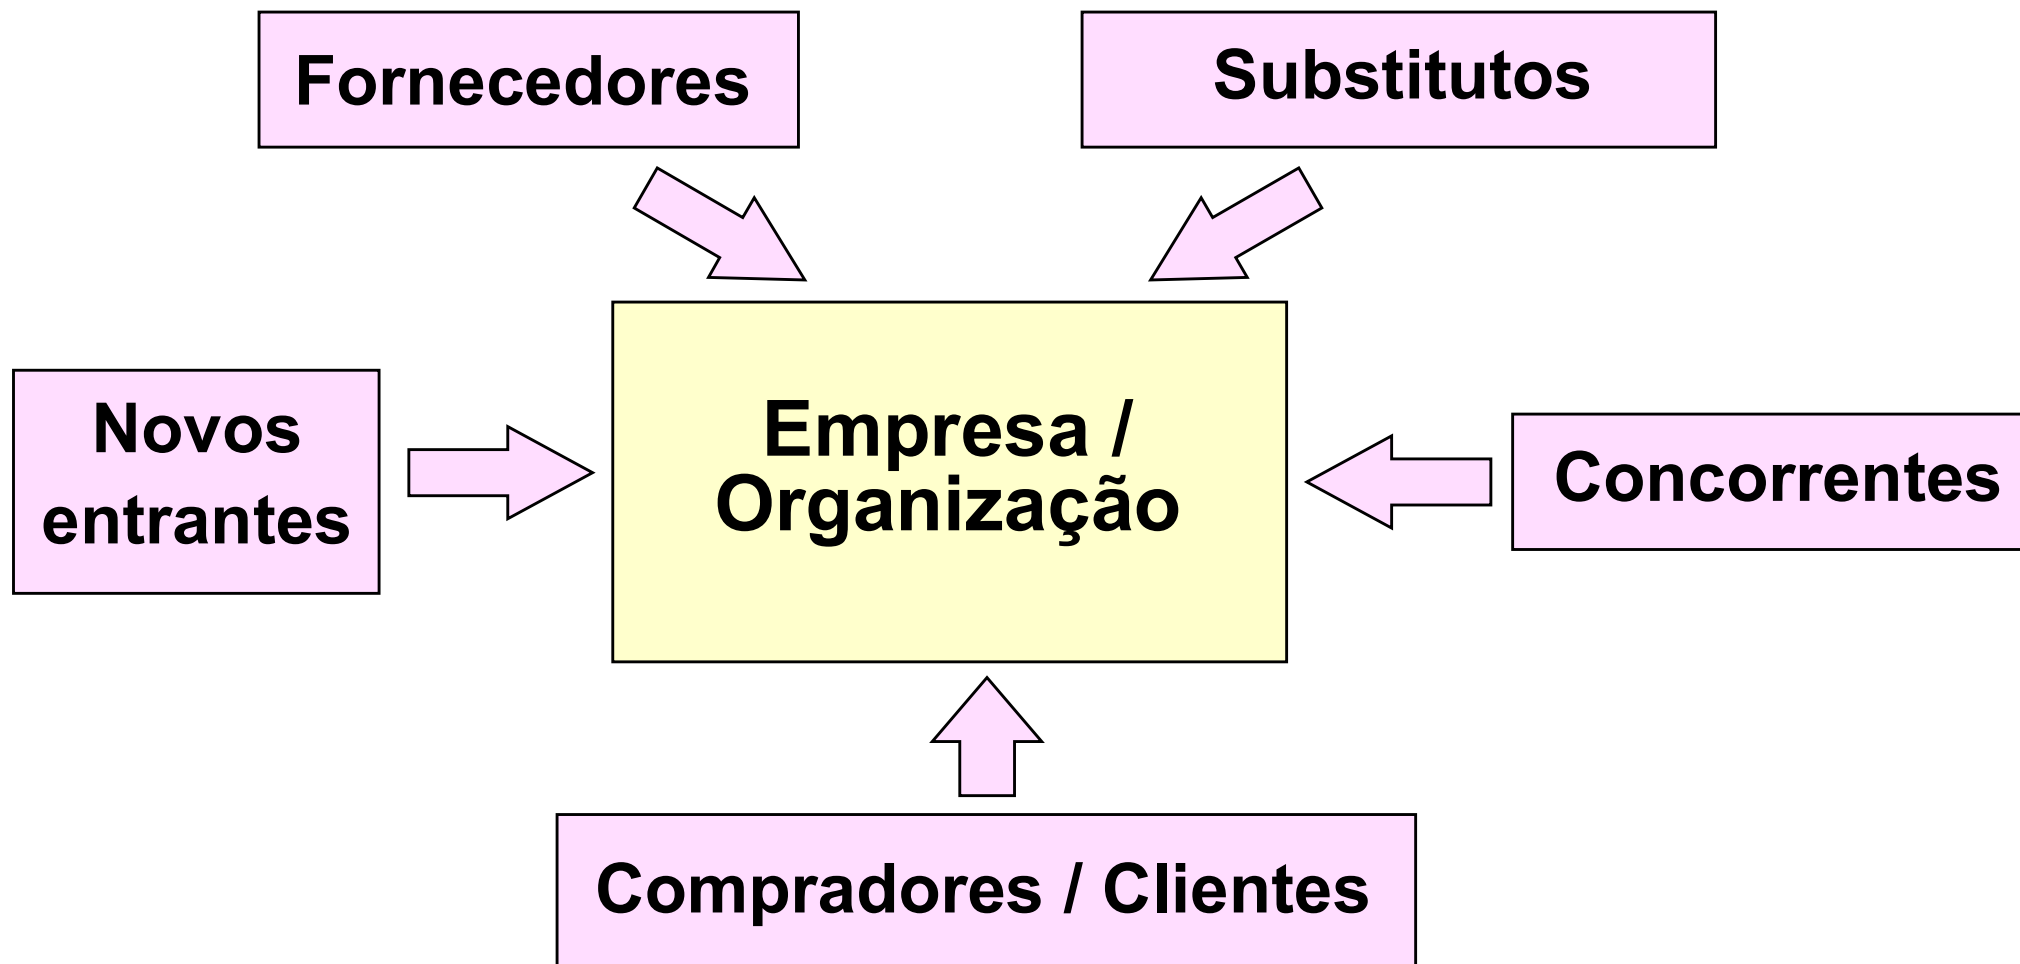 Fornecedores
Substitutos
Novos
entrantes
Empresa /
Organização
Concorrentes
Compradores / Clientes